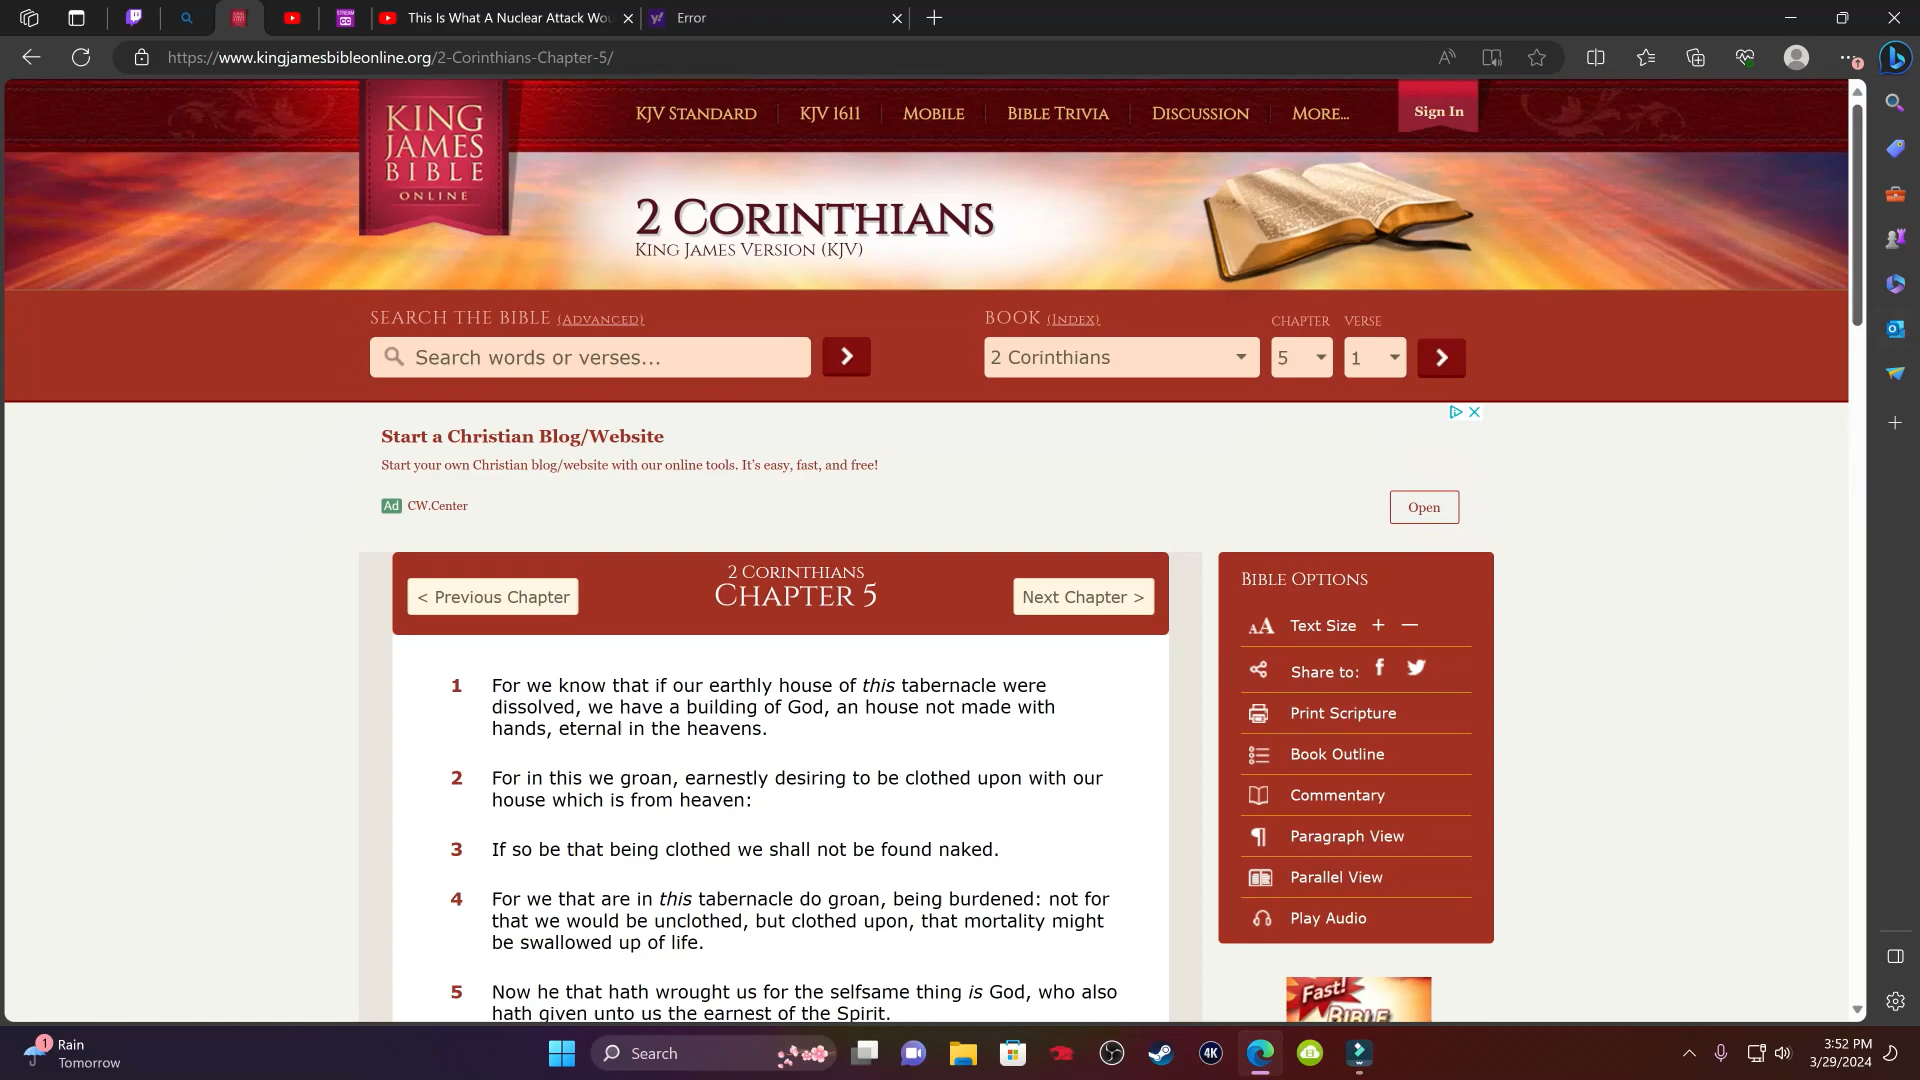 This Is What A Nuclear Attack Wou
Error
https://www.kingjamesbibleonline.org/2-Corinthians-Chapter-5/
KING
JAMES
BIBLE
ONLINE
KJV STANDARD
KJV 1611
MOBILE
BIBLE TRIVIA
DISCUSSION
MORE...
Sign In
2 CORINTHIANS
KING JAMES VERSION (KJV)
SEARCH THE BIBLE (ADVANCED)
BOOK (INDEX)
CHAPTER
VERSE
Search words or verses...
2 Corinthians
5
1
Start a Christian Blog/Website
Start your own Christian blog/website with our online tools. It's easy, fast, and free!
Ad CW.Center
Open
< Previous Chapter
2 CORINTHIANS
CHAPTER 5
Next Chapter >
1 For we know that if our earthly house of this tabernacle were
dissolved, we have a building of God, an house not made with
hands, eternal in the heavens.
2 For in this we groan, earnestly desiring to be clothed upon with our
house which is from heaven:
3 If so be that being clothed we shall not be found naked.
4 For we that are in this tabernacle do groan, being burdened: not for
that we would be unclothed, but clothed upon, that mortality might
be swallowed up of life.
5 Now he that hath wrought us for the selfsame thing is God, who also
hath given unto us the earnest of the Spirit.
BIBLE OPTIONS
AA Text Size + —
Share to:
Print Scripture
Book Outline
Commentary
Paragraph View
Parallel View
Play Audio
Fast!
BIBLE
1
Rain
Tomorrow
Search
4K
3:52 PM
3/29/2024